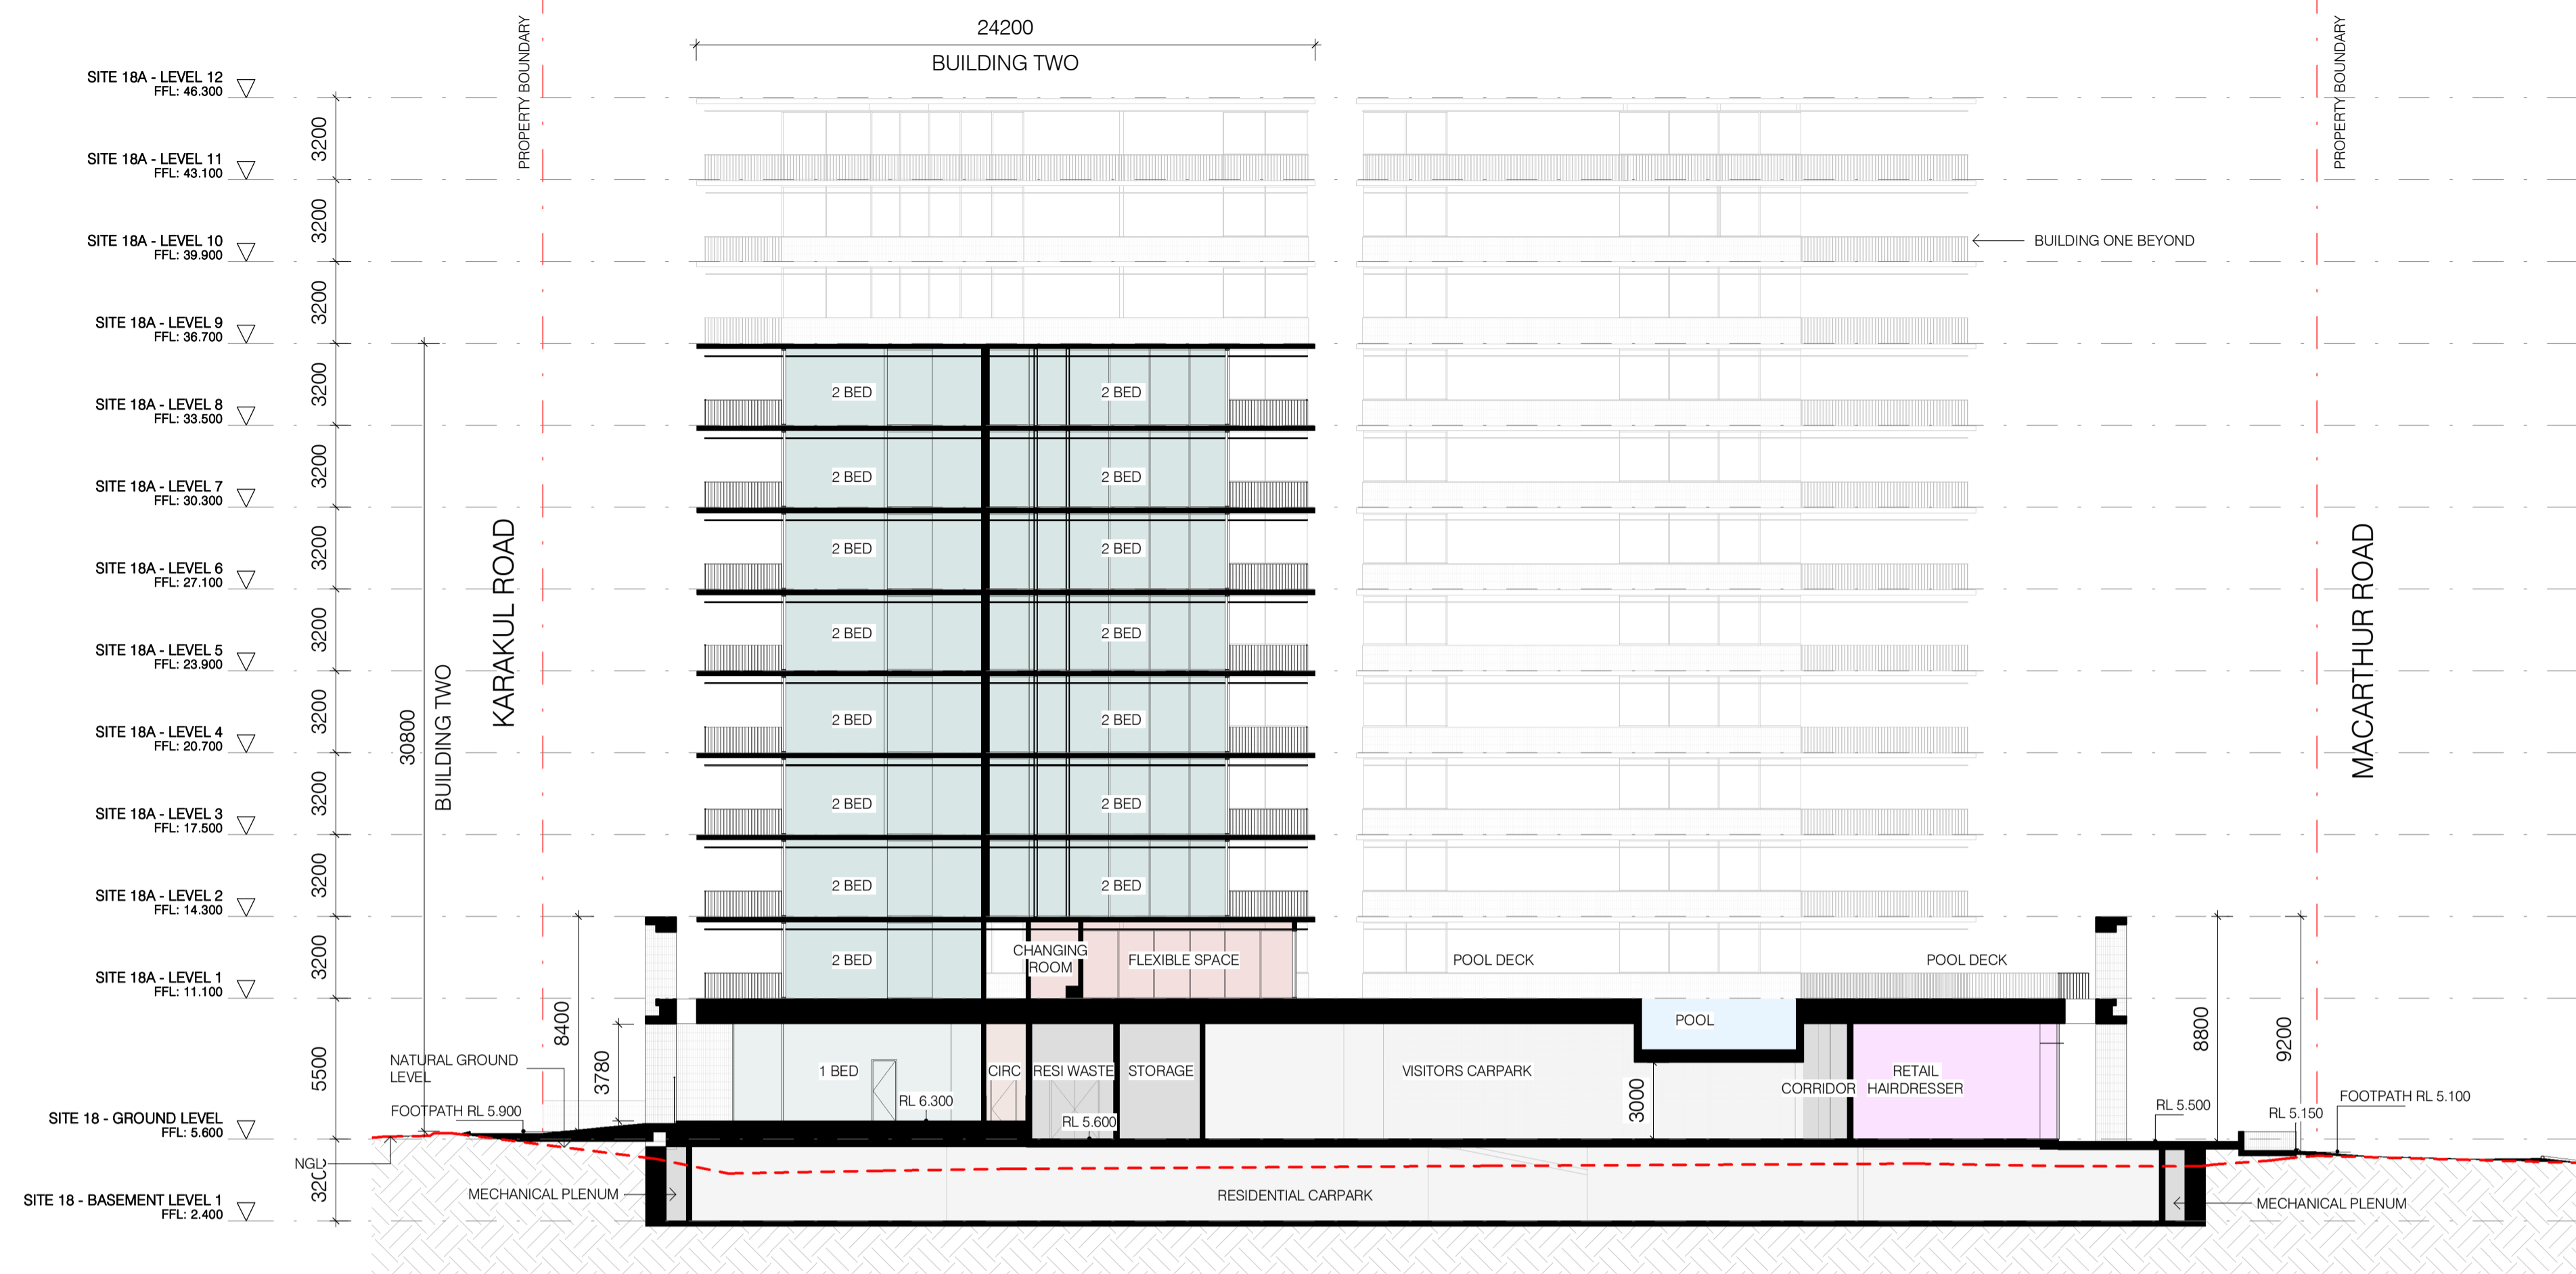 24200
BUILDING TWO
PROPERTY BOUNDARY
PROPERTY BOUNDARY
SITE 18A - LEVEL 12
FFL: 46.300
3200
SITE 18A - LEVEL 11
FFL: 43.100
3200
SITE 18A - LEVEL 10
FFL: 39.900
BUILDING ONE BEYOND
3200
SITE 18A - LEVEL 9
FFL: 36.700
3200
2 BED
2 BED
SITE 18A - LEVEL 8
FFL: 33.500
3200
2 BED
2 BED
SITE 18A - LEVEL 7
FFL: 30.300
3200
2 BED
2 BED
SITE 18A - LEVEL 6
FFL: 27.100
3200
2 BED
2 BED
SITE 18A - LEVEL 5
FFL: 23.900
KARAKUL ROAD
MACARTHUR ROAD
3200
2 BED
2 BED
SITE 18A - LEVEL 4
FFL: 20.700
30800
BUILDING TWO
3200
2 BED
2 BED
SITE 18A - LEVEL 3
FFL: 17.500
3200
2 BED
2 BED
SITE 18A - LEVEL 2
FFL: 14.300
3200
2 BED
CHANGING
ROOM
FLEXIBLE SPACE
POOL DECK
POOL DECK
SITE 18A - LEVEL 1
FFL: 11.100
8400
3780
5500
POOL
8800
9200
NATURAL GROUND
LEVEL
1 BED
CIRC
RESI WASTE
STORAGE
VISITORS CARPARK
3000
CORRIDOR
RETAIL
HAIRDRESSER
FOOTPATH RL 5.900
RL 6.300
RL 5.600
RL 5.500
RL 5.150
FOOTPATH RL 5.100
SITE 18 - GROUND LEVEL
FFL: 5.600
NGL
MECHANICAL PLENUM
RESIDENTIAL CARPARK
MECHANICAL PLENUM
SITE 18 - BASEMENT LEVEL 1
FFL: 2.400